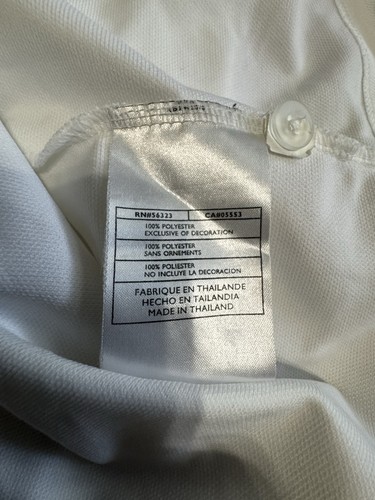 RN#56323 CA#05553
100% POLYESTER
EXCLUSIVE OF DECORATION
100% POLYESTER
SANS ORNEMENTS
100% POLIESTER
NO INCLUYE LA DECORACION
FABRIQUE EN THAILANDE
HECHO EN TAILANDIA
MADE IN THAILAND